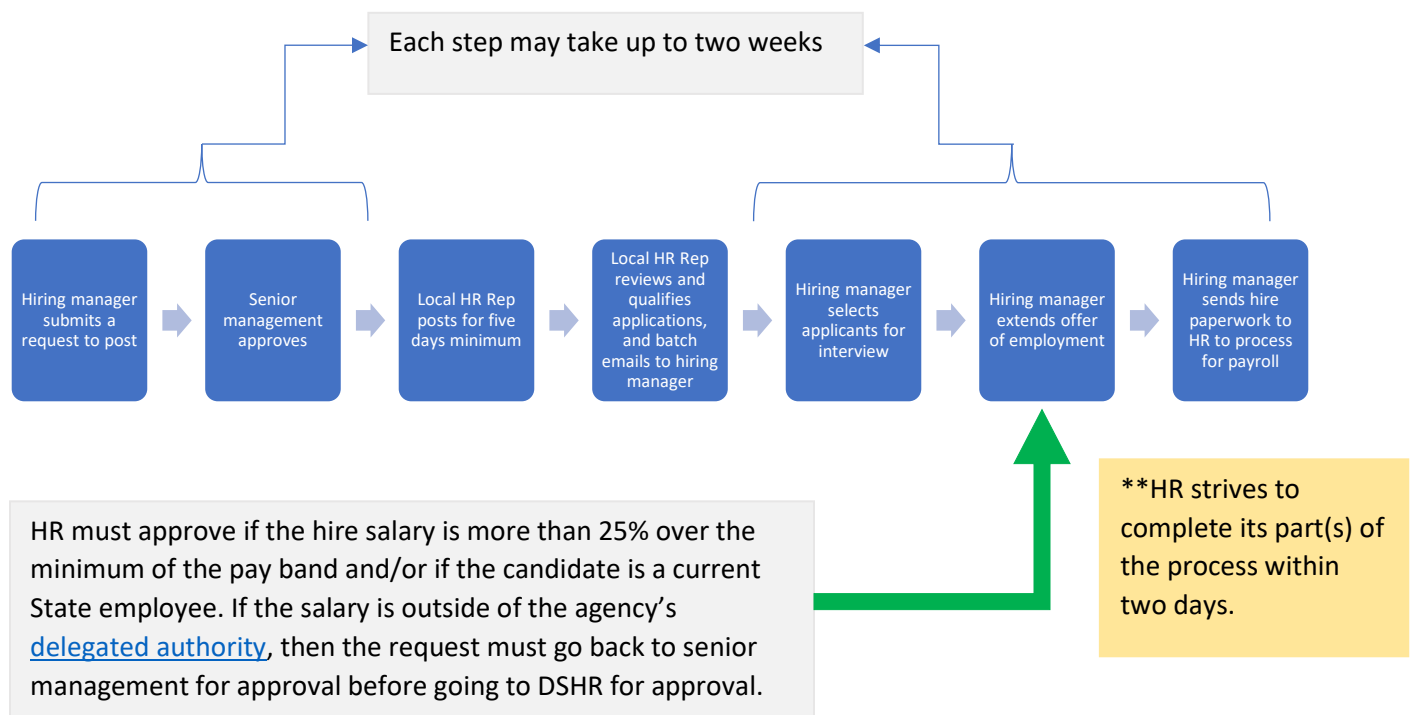 Each step may take up to two weeks
Hiring manager
submits a
request to post
Senior
management
approves
Local HR Rep
posts for five
days minimum
Local HR Rep
reviews and
qualifies
applications,
and batch
emails to hiring
manager
Hiring manager
selects
applicants for
interview
Hiring manager
extends offer
of employment
Hiring manager
sends hire
paperwork to
HR to process
for payroll
HR must approve if the hire salary is more than 25% over the
minimum of the pay band and/or if the candidate is a current
State employee. If the salary is outside of the agency’s
delegated authority, then the request must go back to senior
management for approval before going to DSHR for approval.
**HR strives to
complete its part(s) of
the process within
two days.